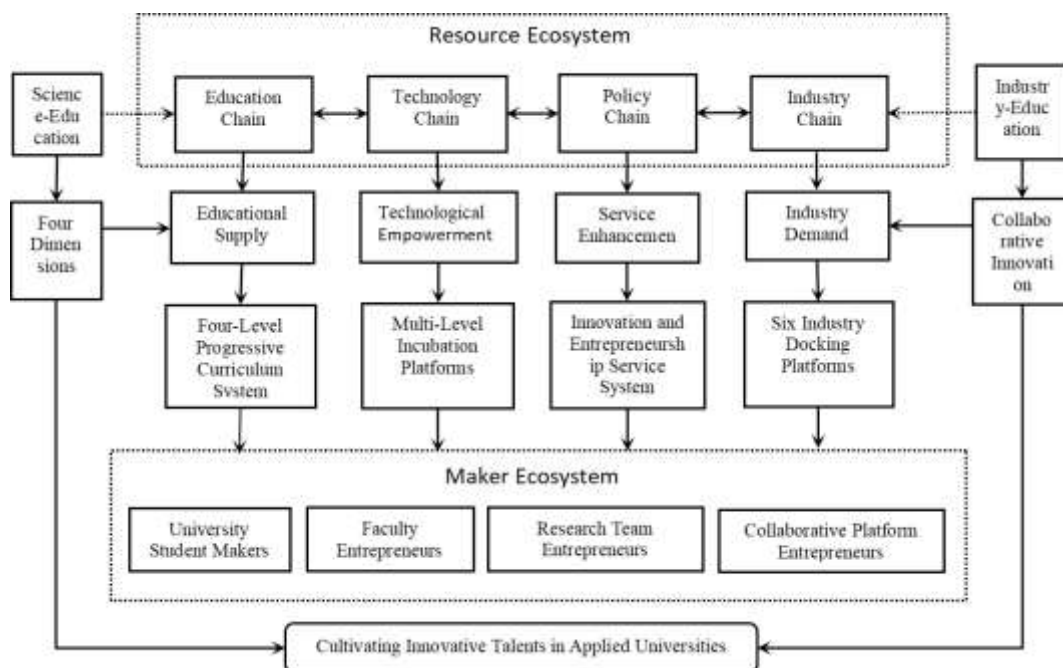 Resource Ecosystem
Scienc
e-Edu
cation
Education
Chain
Technology
Chain
Policy
Chain
Industry
Chain
Industr
y-Educ
ation
Four
Dimen
sions
Educational
Supply
Technological
Empowerment
Service
Enhancemen
Industry
Demand
Collabo
rative
Innovati
on
Four-Level
Progressive
Curriculum
System
Multi-Level
Incubation
Platforms
Innovation and
Entrepreneursh
ip Service
System
Six Industry
Docking
Platforms
Maker Ecosystem
University
Student Makers
Faculty
Entrepreneurs
Research Team
Entrepreneurs
Collaborative Platform
Entrepreneurs
Cultivating Innovative Talents in Applied Universities